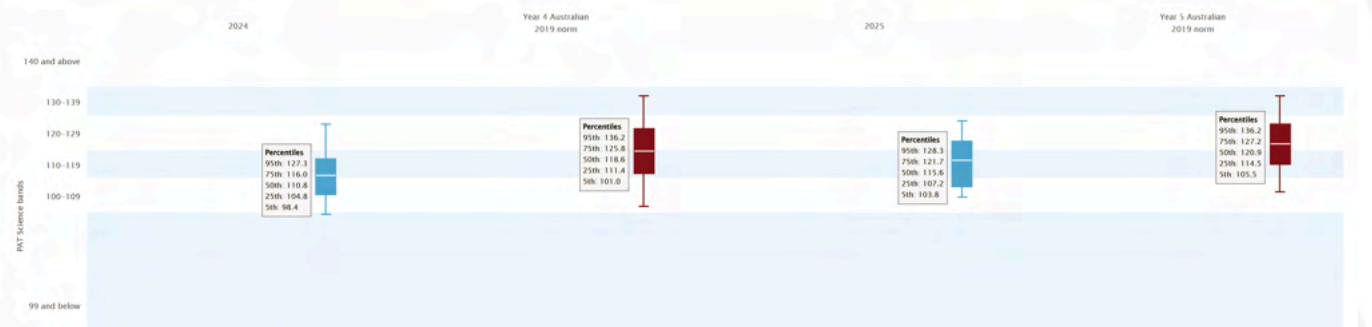 2024
Year 4 Australian
2019 norm
2025
Year 5 Australian
2019 norm
140 and above
130–139
120–129
110–119
100–109
99 and below
PAT Science bands
Percentiles
95th: 127.3
75th: 116.0
50th: 110.8
25th: 104.8
5th: 98.4
Percentiles
95th: 136.2
75th: 125.8
50th: 118.6
25th: 111.4
5th: 101.0
Percentiles
95th: 128.3
75th: 121.7
50th: 115.6
25th: 107.2
5th: 103.8
Percentiles
95th: 136.2
75th: 127.2
50th: 120.9
25th: 114.5
5th: 105.5